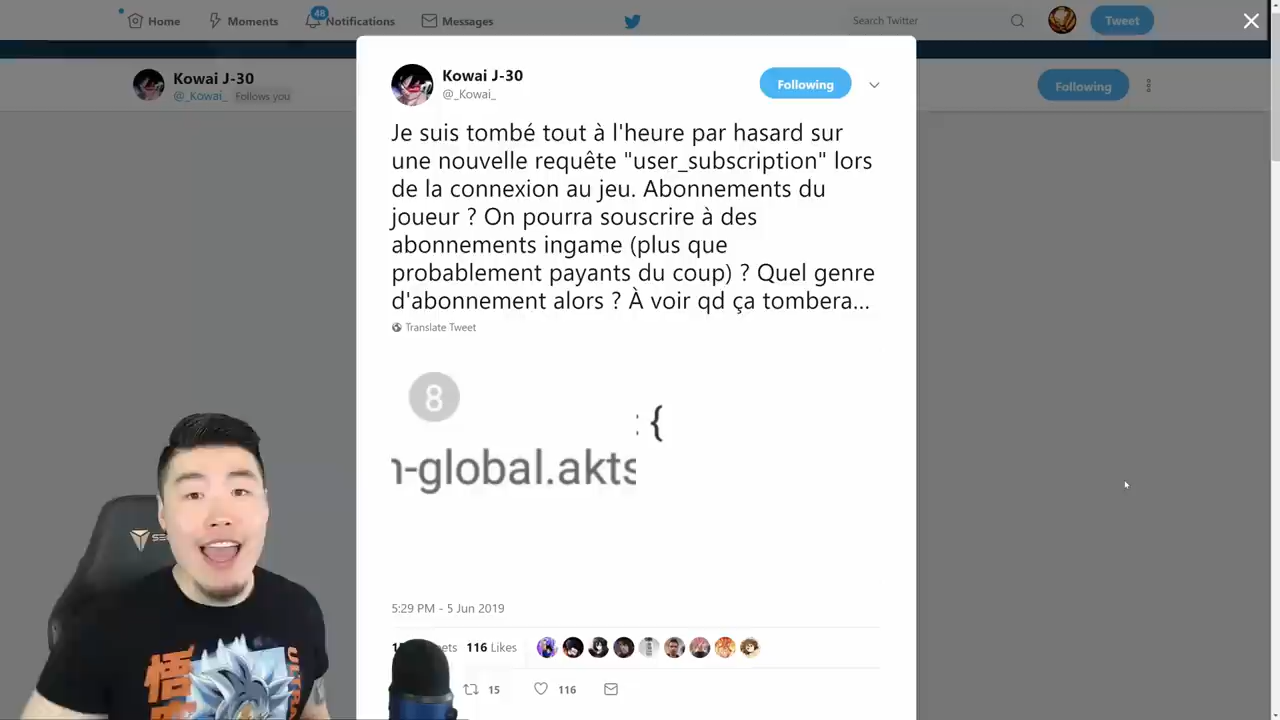 Home
Moments
48
Notifications
Messages
Search Twitter
Tweet
Kowai J-30
@_Kowai_
Follows you
Following
Kowai J-30
@_Kowai_
Following
Je suis tombé tout à l'heure par hasard sur
une nouvelle requête "user_subscription" lors
de la connexion au jeu. Abonnements du
joueur ? On pourra souscrire à des
abonnements ingame (plus que
probablement payants du coup) ? Quel genre
d'abonnement alors ? À voir qd ça tombera...
Translate Tweet
8
: {
n-global.akts
5:29 PM - 5 Jun 2019
116 Likes
15
116
悟